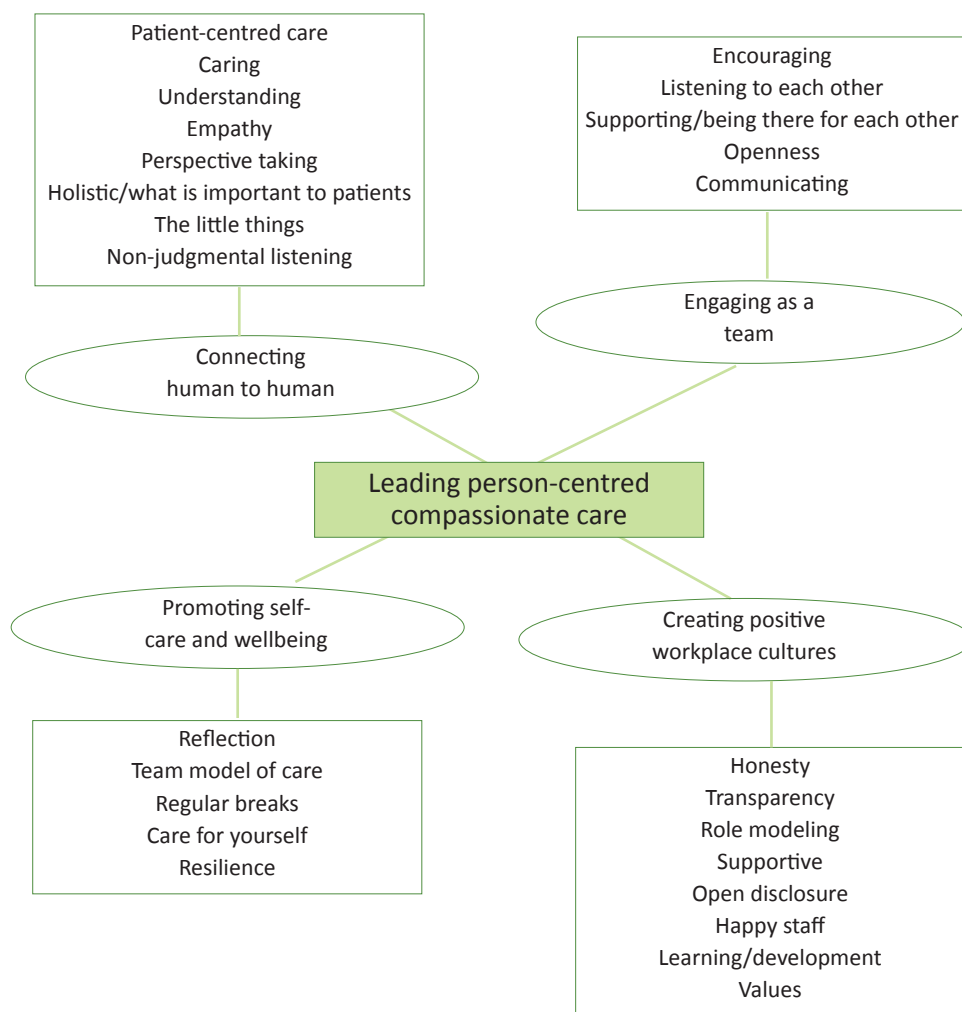 Patient-centred care
Caring
Understanding
Empathy
Perspective taking
Holistic/what is important to patients
The little things
Non-judgmental listening
Connecting
human to human
Encouraging
Listening to each other
Supporting/being there for each other
Openness
Communicating
Engaging as a
team
Leading person-centred
compassionate care
Promoting self-
care and wellbeing
Reflection
Team model of care
Regular breaks
Care for yourself
Resilience
Creating positive
workplace cultures
Honesty
Transparency
Role modeling
Supportive
Open disclosure
Happy staff
Learning/development
Values